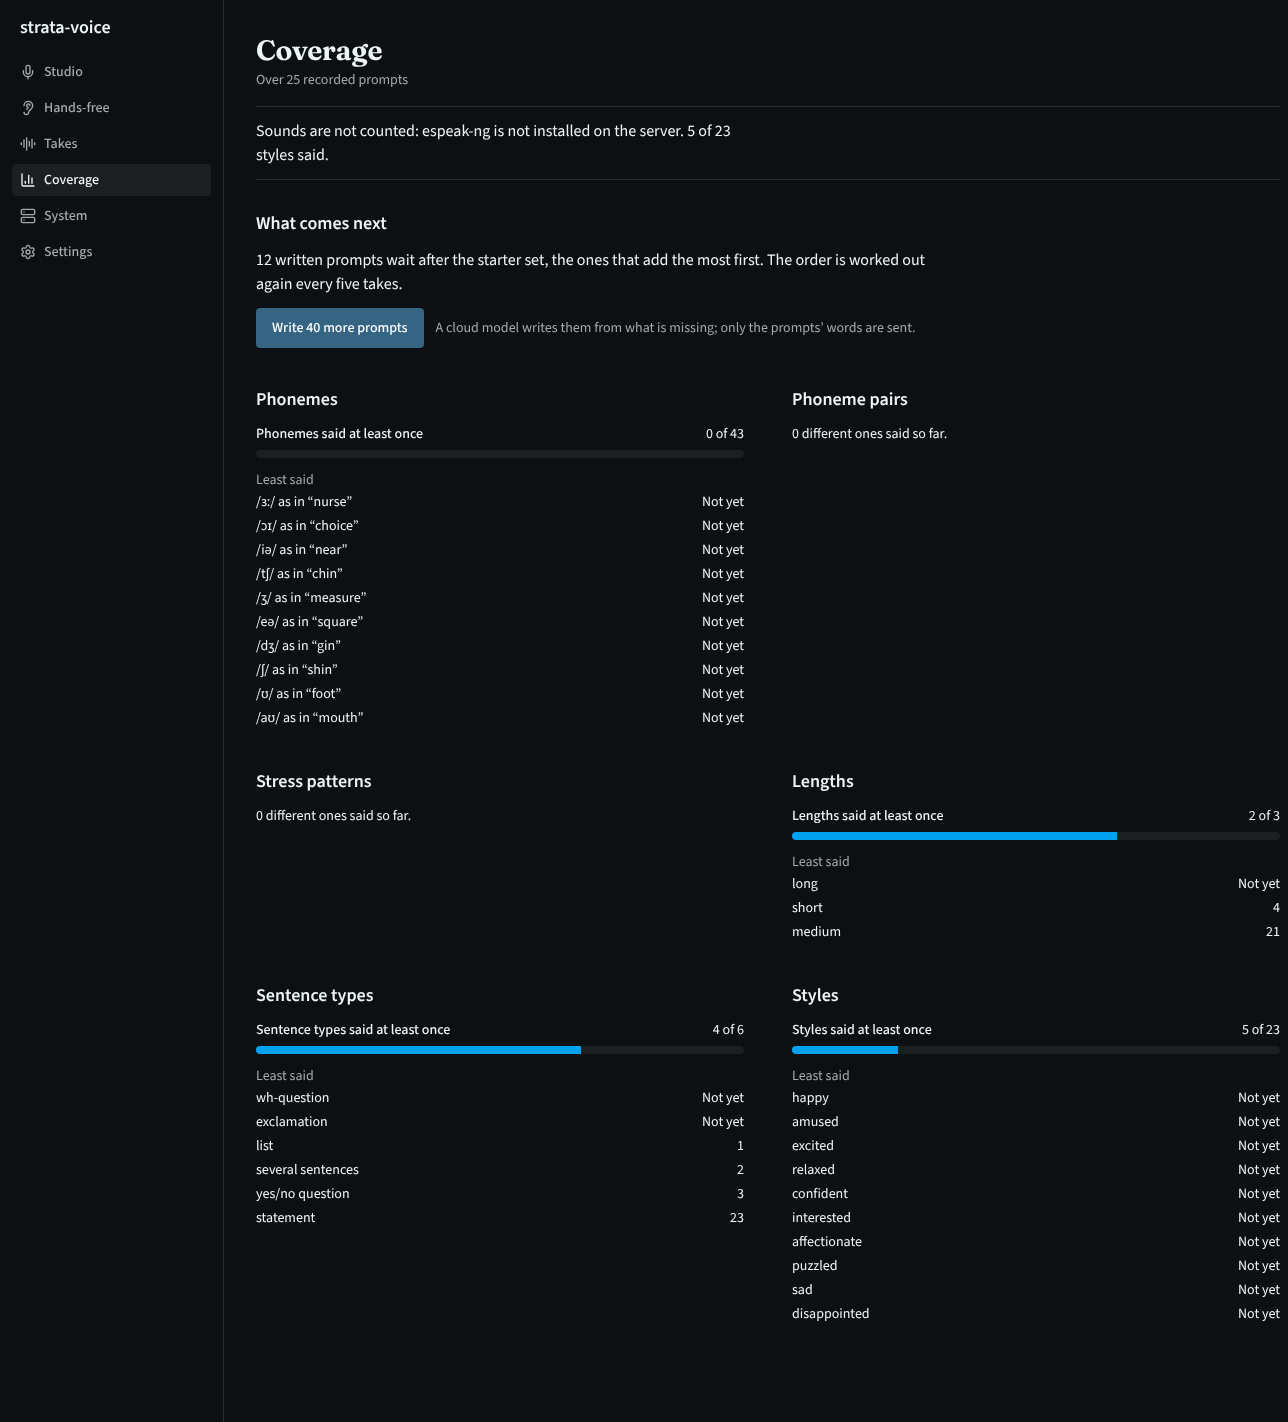 strata-voice
Studio
Hands-free
Takes
Coverage
System
Settings
Coverage
Over 25 recorded prompts
Sounds are not counted: espeak-ng is not installed on the server. 5 of 23
styles said.
What comes next
12 written prompts wait after the starter set, the ones that add the most first. The order is worked out
again every five takes.
Write 40 more prompts
A cloud model writes them from what is missing; only the prompts’ words are sent.
Phonemes
Phonemes said at least once 0 of 43
Least said
/ɜː/ as in “nurse” Not yet
/ɔɪ/ as in “choice” Not yet
/iə/ as in “near” Not yet
/tʃ/ as in “chin” Not yet
/ʒ/ as in “measure” Not yet
/eə/ as in “square” Not yet
/dʒ/ as in “gin” Not yet
/ʃ/ as in “shin” Not yet
/ʊ/ as in “foot” Not yet
/aʊ/ as in “mouth” Not yet
Phoneme pairs
0 different ones said so far.
Stress patterns
0 different ones said so far.
Lengths
Lengths said at least once 2 of 3
Least said
long Not yet
short 4
medium 21
Sentence types
Sentence types said at least once 4 of 6
Least said
wh-question Not yet
exclamation Not yet
list 1
several sentences 2
yes/no question 3
statement 23
Styles
Styles said at least once 5 of 23
Least said
happy Not yet
amused Not yet
excited Not yet
relaxed Not yet
confident Not yet
interested Not yet
affectionate Not yet
puzzled Not yet
sad Not yet
disappointed Not yet